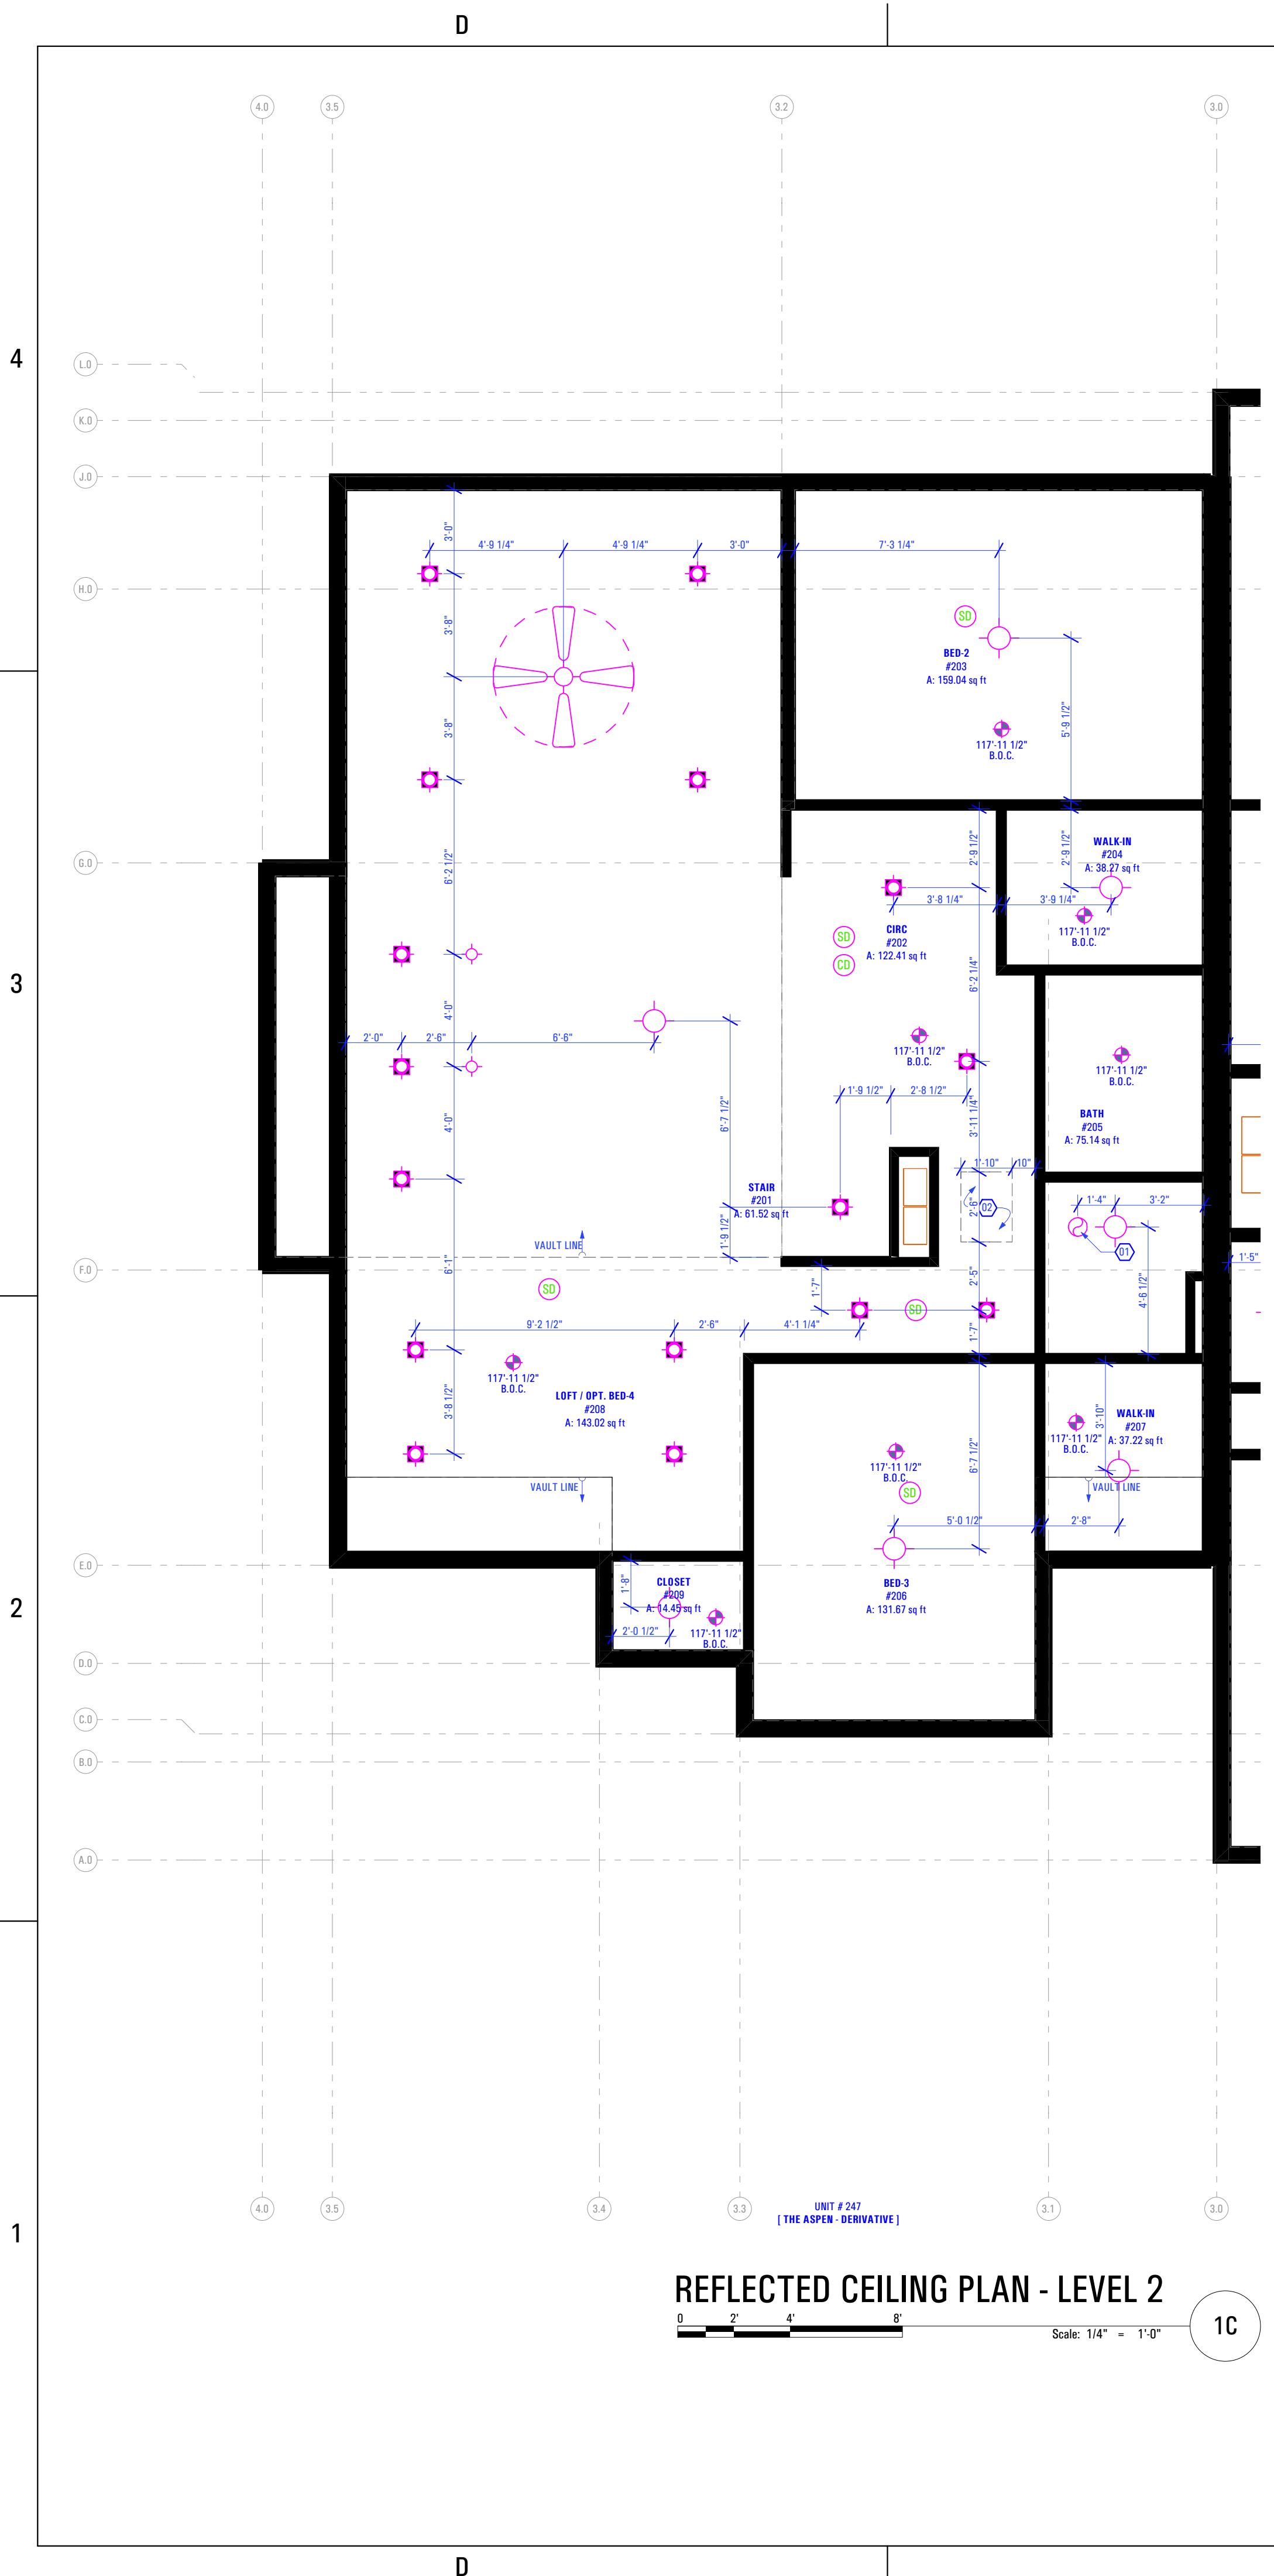 D
4.0
3.5
3.2
3.0
4
L.0
K.0
J.0
3'-0"
4'-9 1/4"
4'-9 1/4"
3'-0"
7'-3 1/4"
H.0
3'-8"
SD
BED-2
#203
A: 159.04 sq ft
3'-8"
5'-9 1/2"
117'-11 1/2"
B.O.C.
G.0
6'-2 1/2"
2'-9 1/2"
2'-9 1/2"
WALK-IN
#204
A: 38.27 sq ft
3'-8 1/4"
3'-9 1/4"
117'-11 1/2"
B.O.C.
CIRC
#202
A: 122.41 sq ft
SD
CD
3
6'-2 1/4"
4'-0"
2'-0"
2'-6"
6'-6"
117'-11 1/2"
B.O.C.
117'-11 1/2"
B.O.C.
1'-9 1/2"
2'-8 1/2"
6'-7 1/2"
4'-0"
3'-11 1/4"
BATH
#205
A: 75.14 sq ft
1'-10"
10"
STAIR
#201
A: 61.52 sq ft
2'-6"
02
1'-4"
3'-2"
1'-9 1/2"
VAULT LINE
01
1'-5"
F.0
6'-1"
SD
1'-7"
2'-5"
4'-6 1/2"
SD
9'-2 1/2"
2'-6"
4'-1 1/4"
1'-7"
117'-11 1/2"
B.O.C.
LOFT / OPT. BED-4
#208
A: 143.02 sq ft
3'-8 1/2"
3'-10"
WALK-IN
#207
A: 37.22 sq ft
117'-11 1/2"
B.O.C.
6'-7 1/2"
117'-11 1/2"
B.O.C.
SD
VAULT LINE
VAULT LINE
5'-0 1/2"
2'-8"
E.0
CLOSET
#209
A: 14.45 sq ft
1'-8"
BED-3
#206
A: 131.67 sq ft
2
2'-0 1/2"
117'-11 1/2"
B.O.C.
D.0
C.0
B.0
A.0
4.0
3.5
3.4
3.3
3.1
3.0
UNIT # 247
[ THE ASPEN - DERIVATIVE ]
1
REFLECTED CEILING PLAN - LEVEL 2
0 2' 4' 8'
Scale: 1/4" = 1'-0"
1C
D